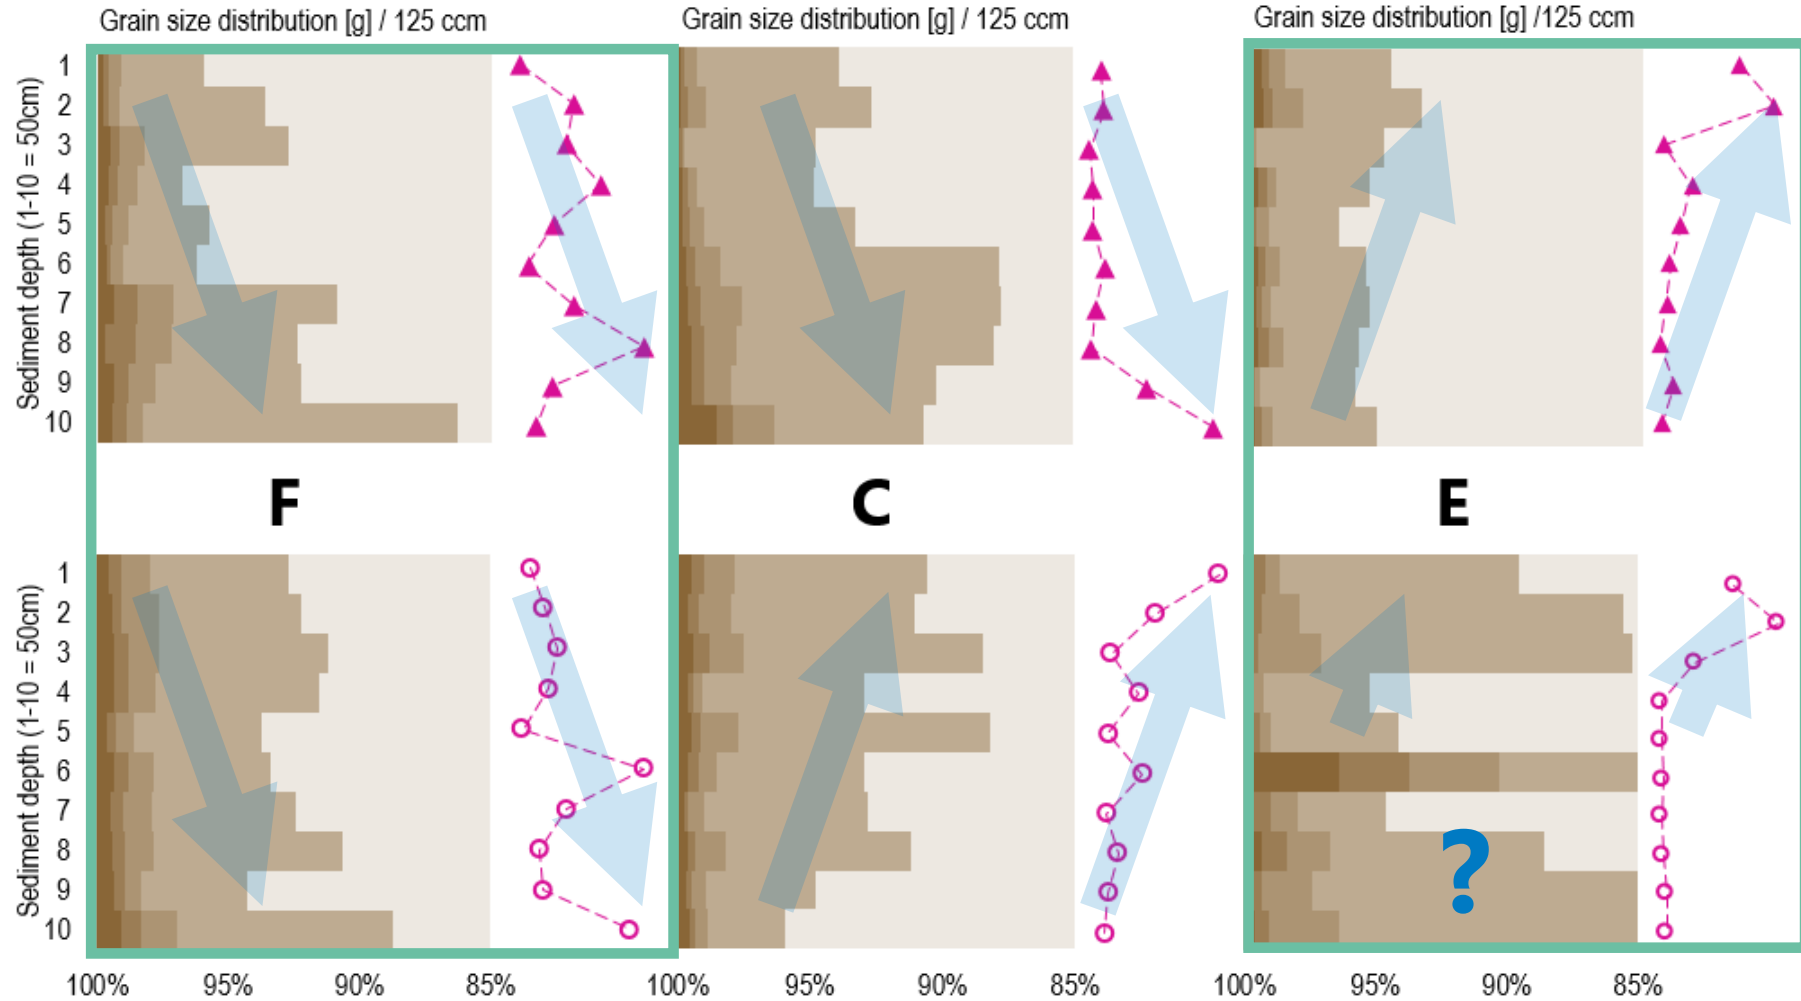 Grain size distribution [g] / 125 ccm
Grain size distribution [g] / 125 ccm
Grain size distribution [g] /125 ccm
Sediment depth (1-10 = 50cm)
1
2
3
4
5
6
7
8
9
10
F
C
E
Sediment depth (1-10 = 50cm)
1
2
3
4
5
6
7
8
9
10
?
100% 95% 90% 85% 100% 95% 90% 85% 100% 95% 90% 85%